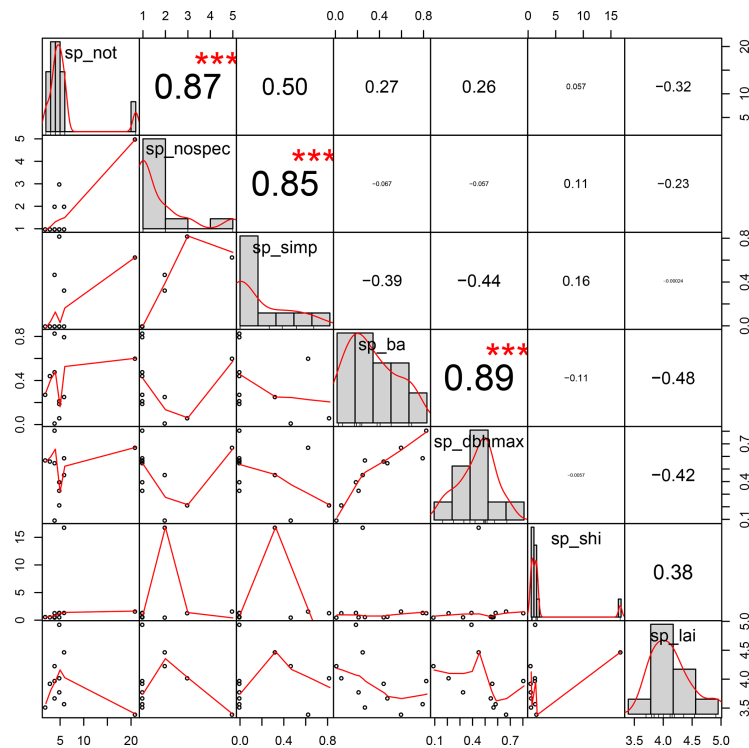 1 2 3 4 5 0.0 0.4 0.8 0 5 10 15
sp_not *** 0.87 0.50 0.27 0.26 0.057 −0.32 5 10 15 20
1 2 3 4 5 sp_nospec *** 0.85 −0.067 −0.057 0.11 −0.23
sp_simp −0.39 −0.44 0.16 −0.00024 0.0 0.4 0.8
0.0 0.4 0.8 sp_ba *** 0.89 −0.11 −0.48
sp_dbhmax −0.0057 −0.42 0.1 0.4 0.7
0 5 10 15 sp_shi 0.38
sp_lai 3.5 4.0 4.5 5.0
5 10 15 20 0.0 0.4 0.8 0.1 0.4 0.7 3.5 4.0 4.5 5.0